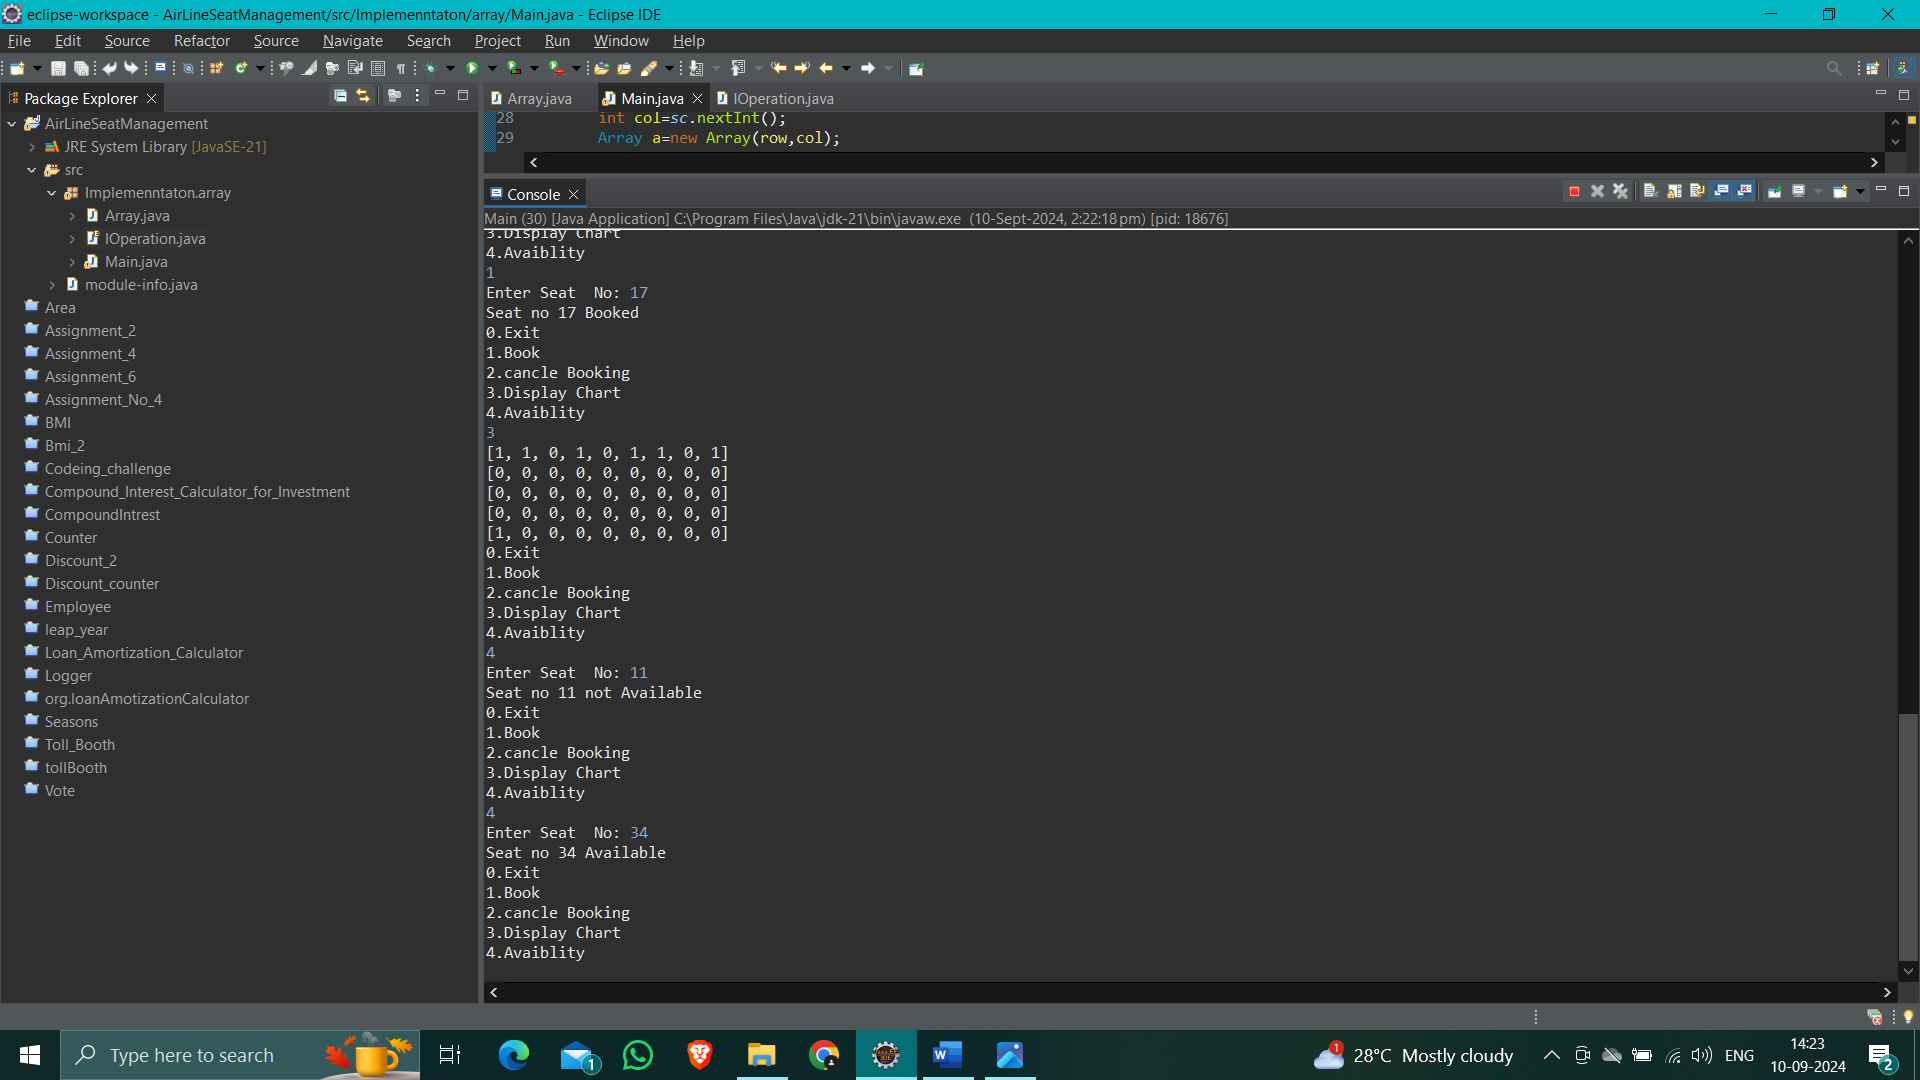 eclipse-workspace - AirLineSeatManagement/src/Implemenntaton/array/Main.java - Eclipse IDE
File Edit Source Refactor Source Navigate Search Project Run Window Help
Package Explorer
AirLineSeatManagement
JRE System Library [JavaSE-21]
src
Implemenntaton.array
Array.java
IOperation.java
Main.java
module-info.java
Area
Assignment_2
Assignment_4
Assignment_6
Assignment_No_4
BMI
Bmi_2
Codeing_challenge
Compound_Interest_Calculator_for_Investment
CompoundIntrest
Counter
Discount_2
Discount_counter
Employee
leap_year
Loan_Amortization_Calculator
Logger
org.loanAmotizationCalculator
Seasons
Toll_Booth
tollBooth
Vote
Array.java Main.java IOperation.java
28 int col=sc.nextInt();
29 Array a=new Array(row,col);
Console
Main (30) [Java Application] C:\Program Files\Java\jdk-21\bin\javaw.exe (10-Sept-2024, 2:22:18 pm) [pid: 18676]
3.Display Chart
4.Avaiblity
1
Enter Seat  No: 17
Seat no 17 Booked
0.Exit
1.Book
2.cancle Booking
3.Display Chart
4.Avaiblity
3
[1, 1, 0, 1, 0, 1, 1, 0, 1]
[0, 0, 0, 0, 0, 0, 0, 0, 0]
[0, 0, 0, 0, 0, 0, 0, 0, 0]
[0, 0, 0, 0, 0, 0, 0, 0, 0]
[1, 0, 0, 0, 0, 0, 0, 0, 0]
0.Exit
1.Book
2.cancle Booking
3.Display Chart
4.Avaiblity
4
Enter Seat  No: 11
Seat no 11 not Available
0.Exit
1.Book
2.cancle Booking
3.Display Chart
4.Avaiblity
4
Enter Seat  No: 34
Seat no 34 Available
0.Exit
1.Book
2.cancle Booking
3.Display Chart
4.Avaiblity
Type here to search
1
1
28°C Mostly cloudy
ENG
14:23
10-09-2024
2